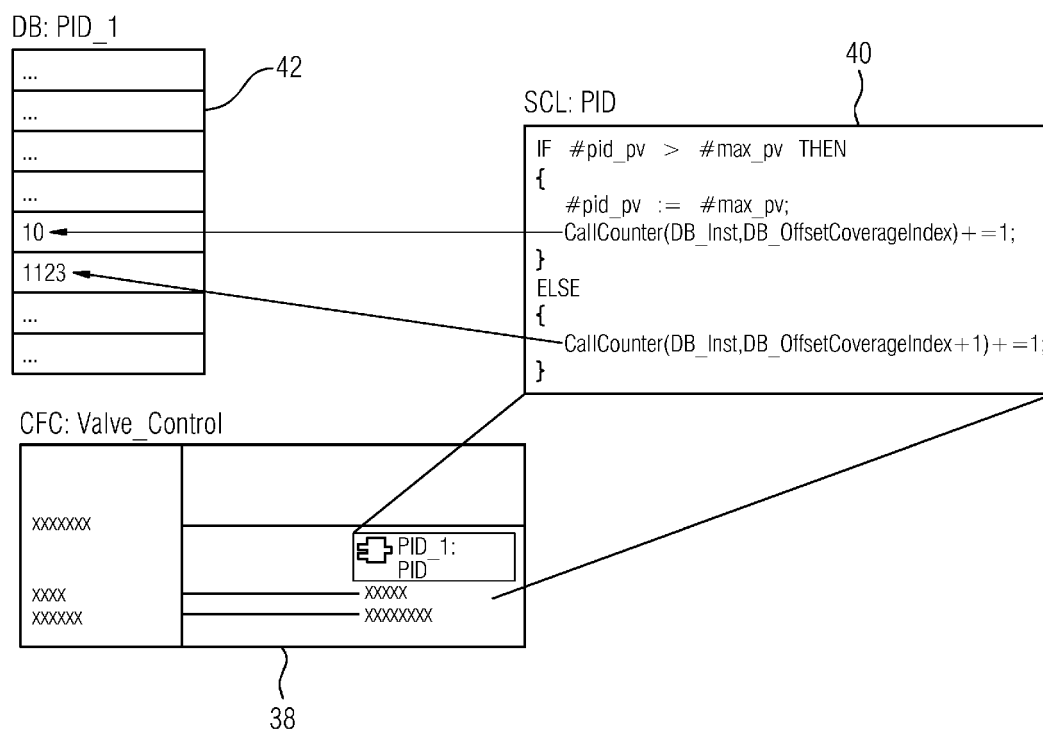 DB: PID_1
...
...
...
...
10
1123
...
...
42
40
SCL: PID
IF #pid_pv > #max_pv THEN
{
#pid_pv := #max_pv;
CallCounter(DB_Inst,DB_OffsetCoverageIndex)+=1;
}
ELSE
{
CallCounter(DB_Inst,DB_OffsetCoverageIndex+1)+=1;
}
CFC: Valve_Control
XXXXXXX
PID_1:
PID
XXXX
XXXXX
XXXXXX
XXXXXXXX
38